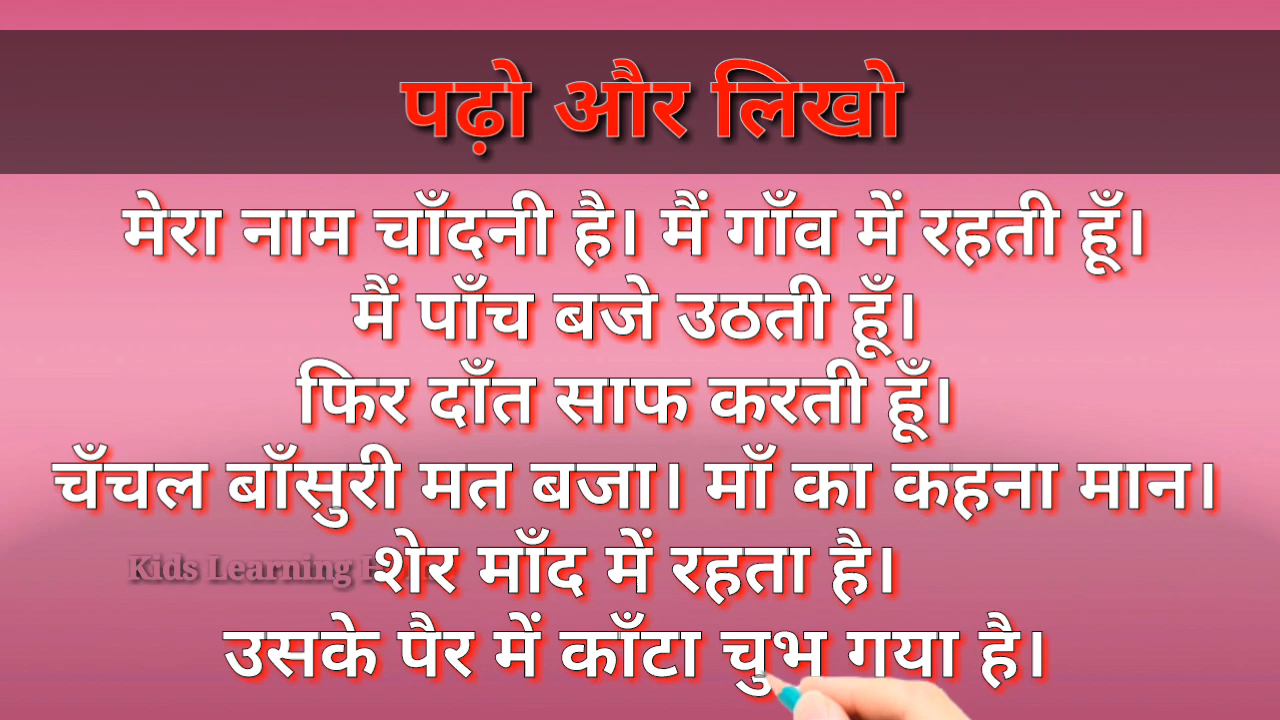 पढ़ो और लिखो
मेरा नाम चाँदनी है। मैं गाँव में रहती हूँ।
मैं पाँच बजे उठती हूँ।
फिर दाँत साफ करती हूँ।
चँचल बाँसुरी मत बजा। माँ का कहना मान।
शेर माँद में रहता है।
Kids Learning
उसके पैर में काँटा चुभ गया है।